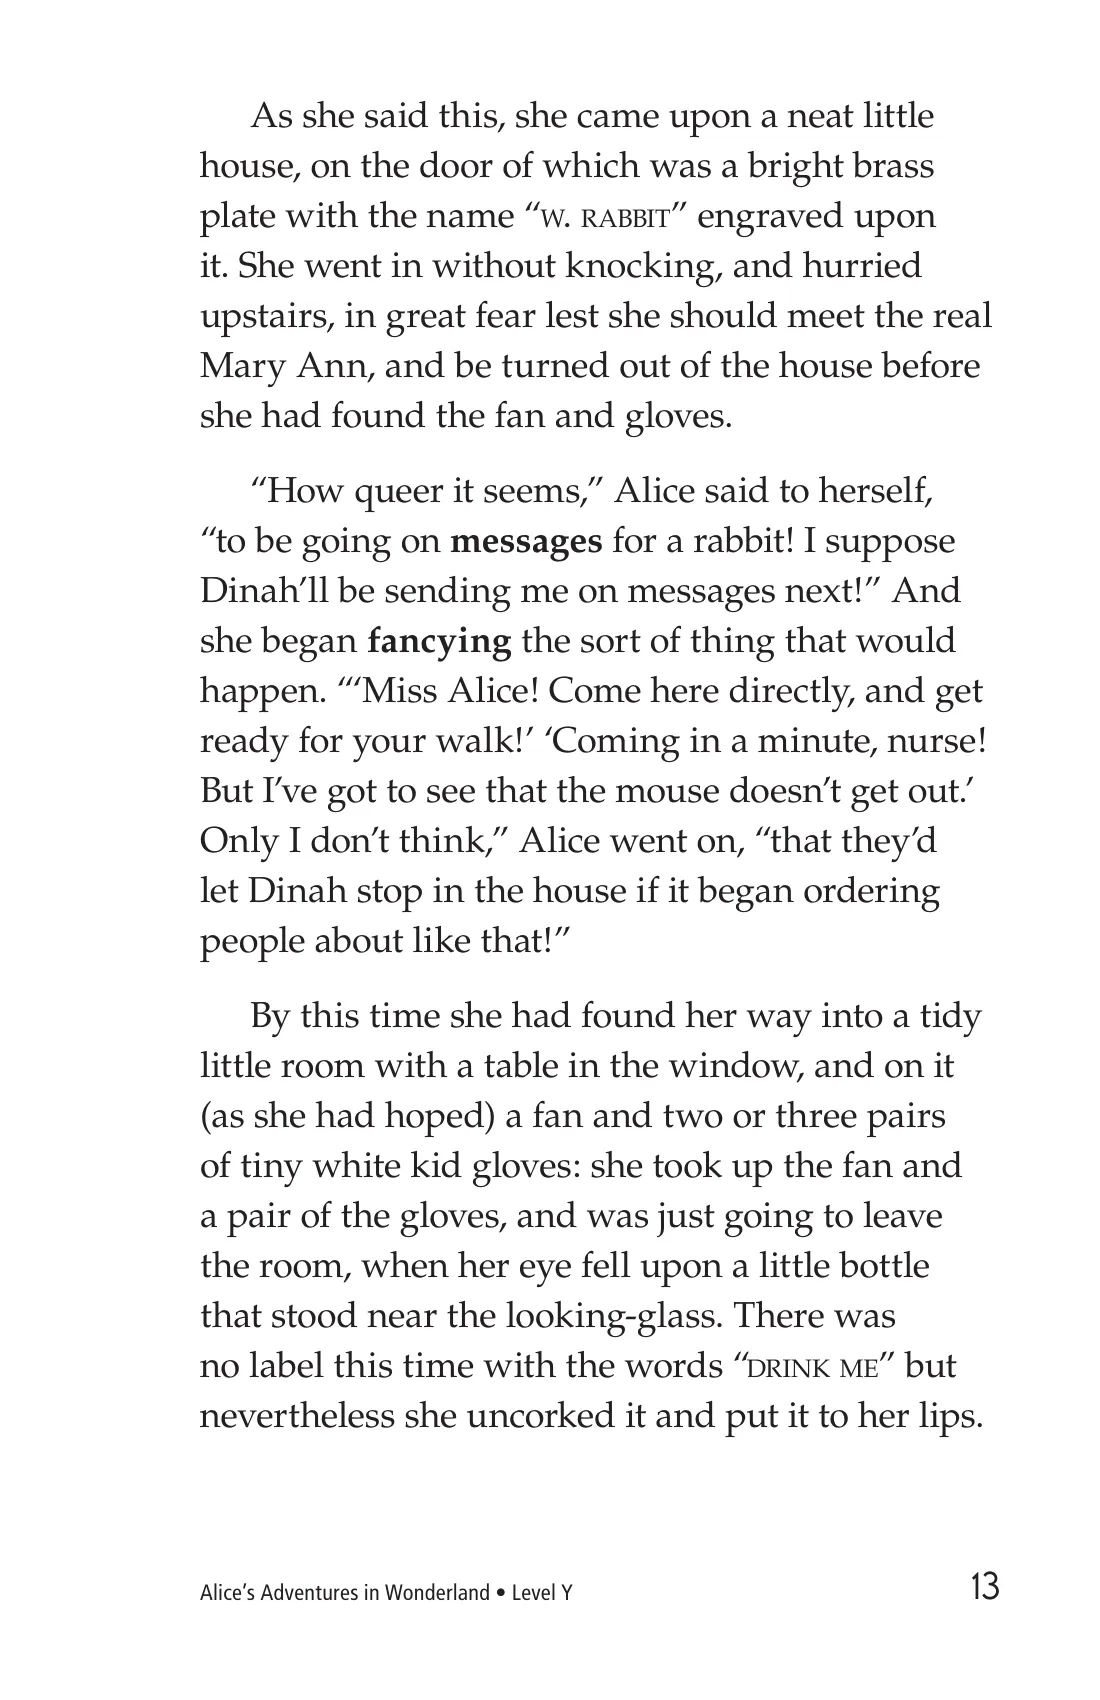 As she said this, she came upon a neat little
house, on the door of which was a bright brass
plate with the name “W. RABBIT” engraved upon
it. She went in without knocking, and hurried
upstairs, in great fear lest she should meet the real
Mary Ann, and be turned out of the house before
she had found the fan and gloves.
“How queer it seems,” Alice said to herself,
“to be going on messages for a rabbit! I suppose
Dinah’ll be sending me on messages next!” And
she began fancying the sort of thing that would
happen. “‘Miss Alice! Come here directly, and get
ready for your walk!’ ‘Coming in a minute, nurse!
But I’ve got to see that the mouse doesn’t get out.’
Only I don’t think,” Alice went on, “that they’d
let Dinah stop in the house if it began ordering
people about like that!”
By this time she had found her way into a tidy
little room with a table in the window, and on it
(as she had hoped) a fan and two or three pairs
of tiny white kid gloves: she took up the fan and
a pair of the gloves, and was just going to leave
the room, when her eye fell upon a little bottle
that stood near the looking-glass. There was
no label this time with the words “DRINK ME” but
nevertheless she uncorked it and put it to her lips.
Alice’s Adventures in Wonderland • Level Y
13